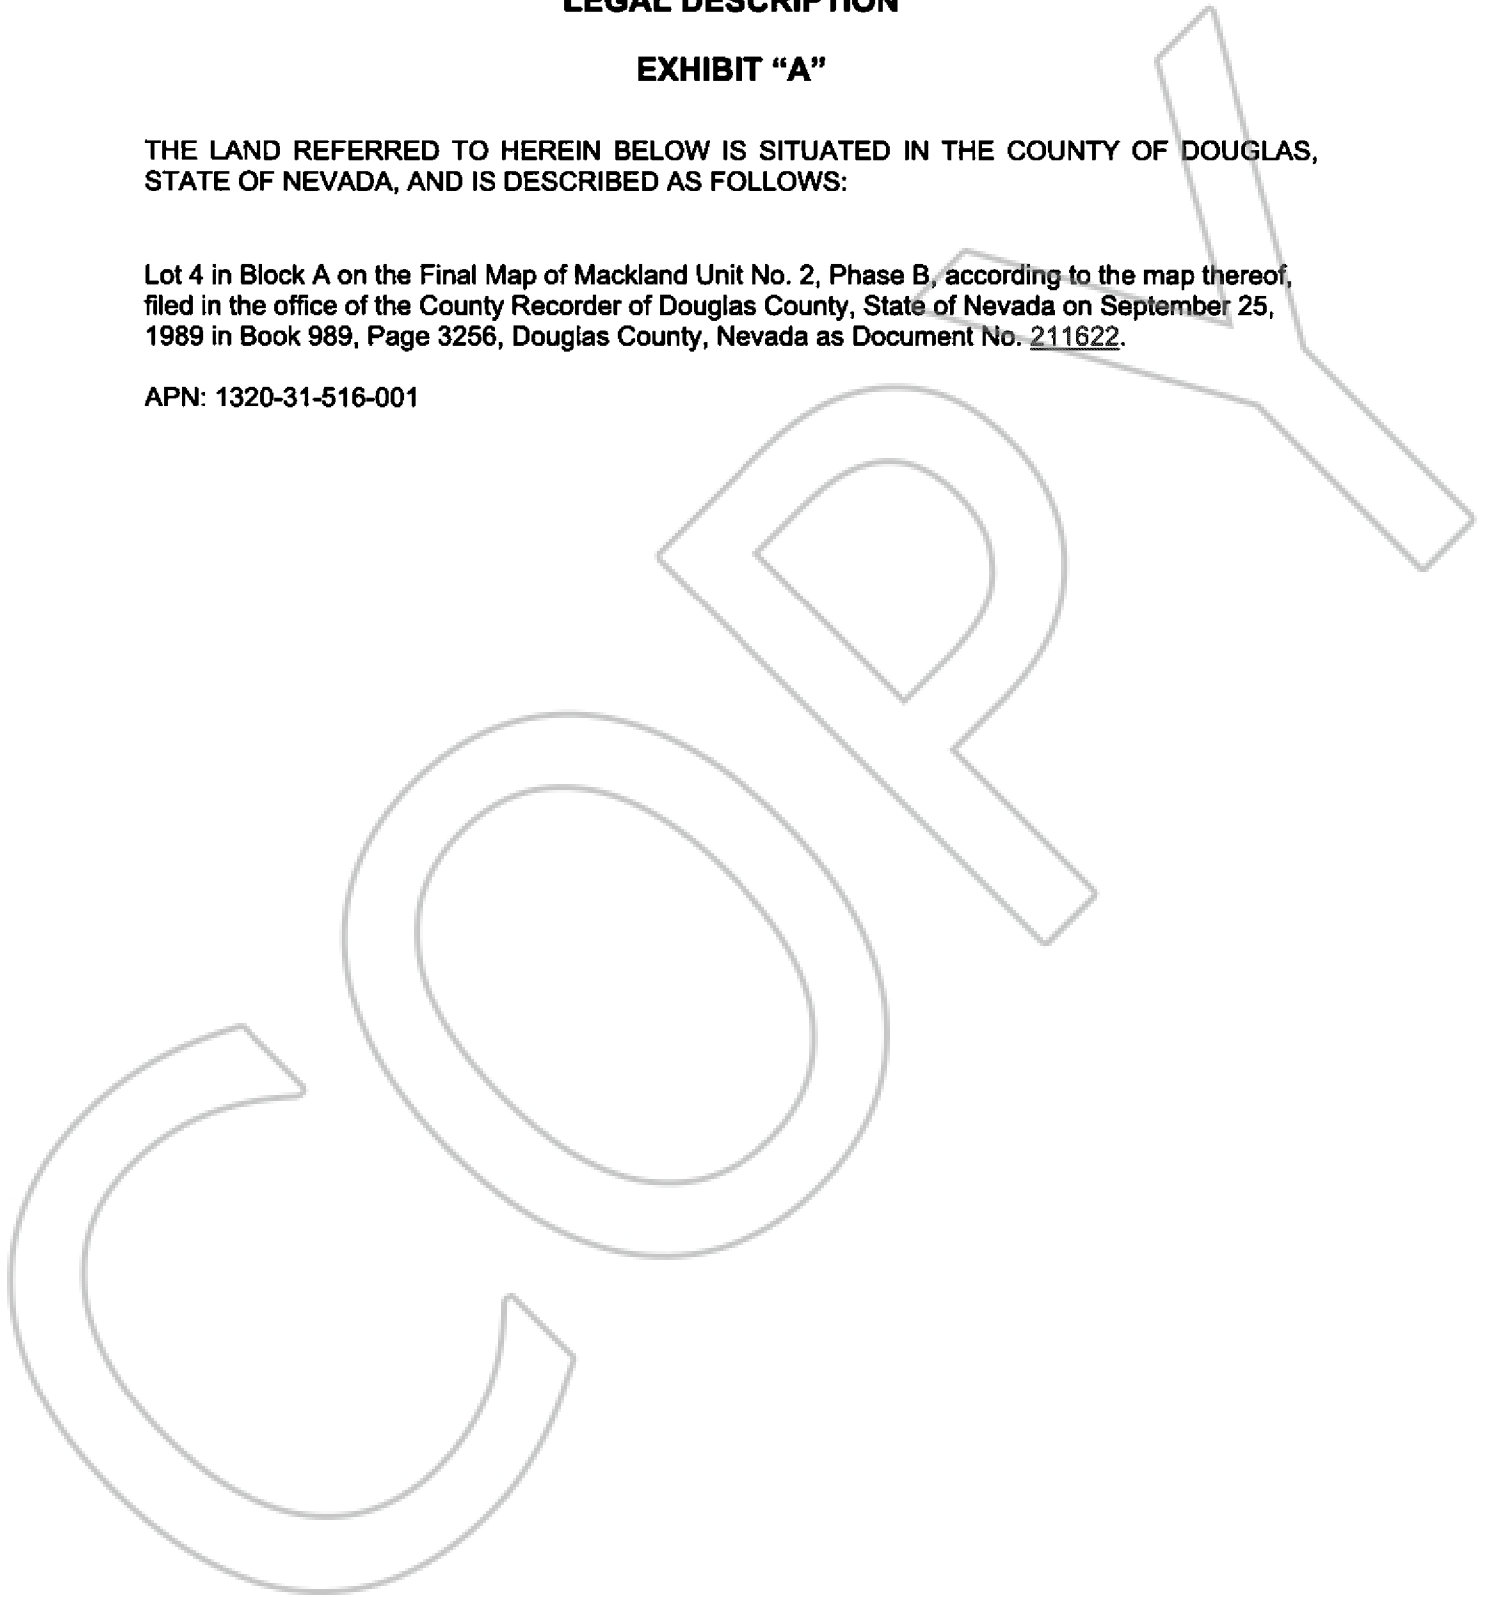 LEGAL DESCRIPTION
EXHIBIT “A”
THE LAND REFERRED TO HEREIN BELOW IS SITUATED IN THE COUNTY OF DOUGLAS,
STATE OF NEVADA, AND IS DESCRIBED AS FOLLOWS:
Lot 4 in Block A on the Final Map of Mackland Unit No. 2, Phase B, according to the map thereof,
filed in the office of the County Recorder of Douglas County, State of Nevada on September 25,
1989 in Book 989, Page 3256, Douglas County, Nevada as Document No. 211622.
APN: 1320-31-516-001
COPY